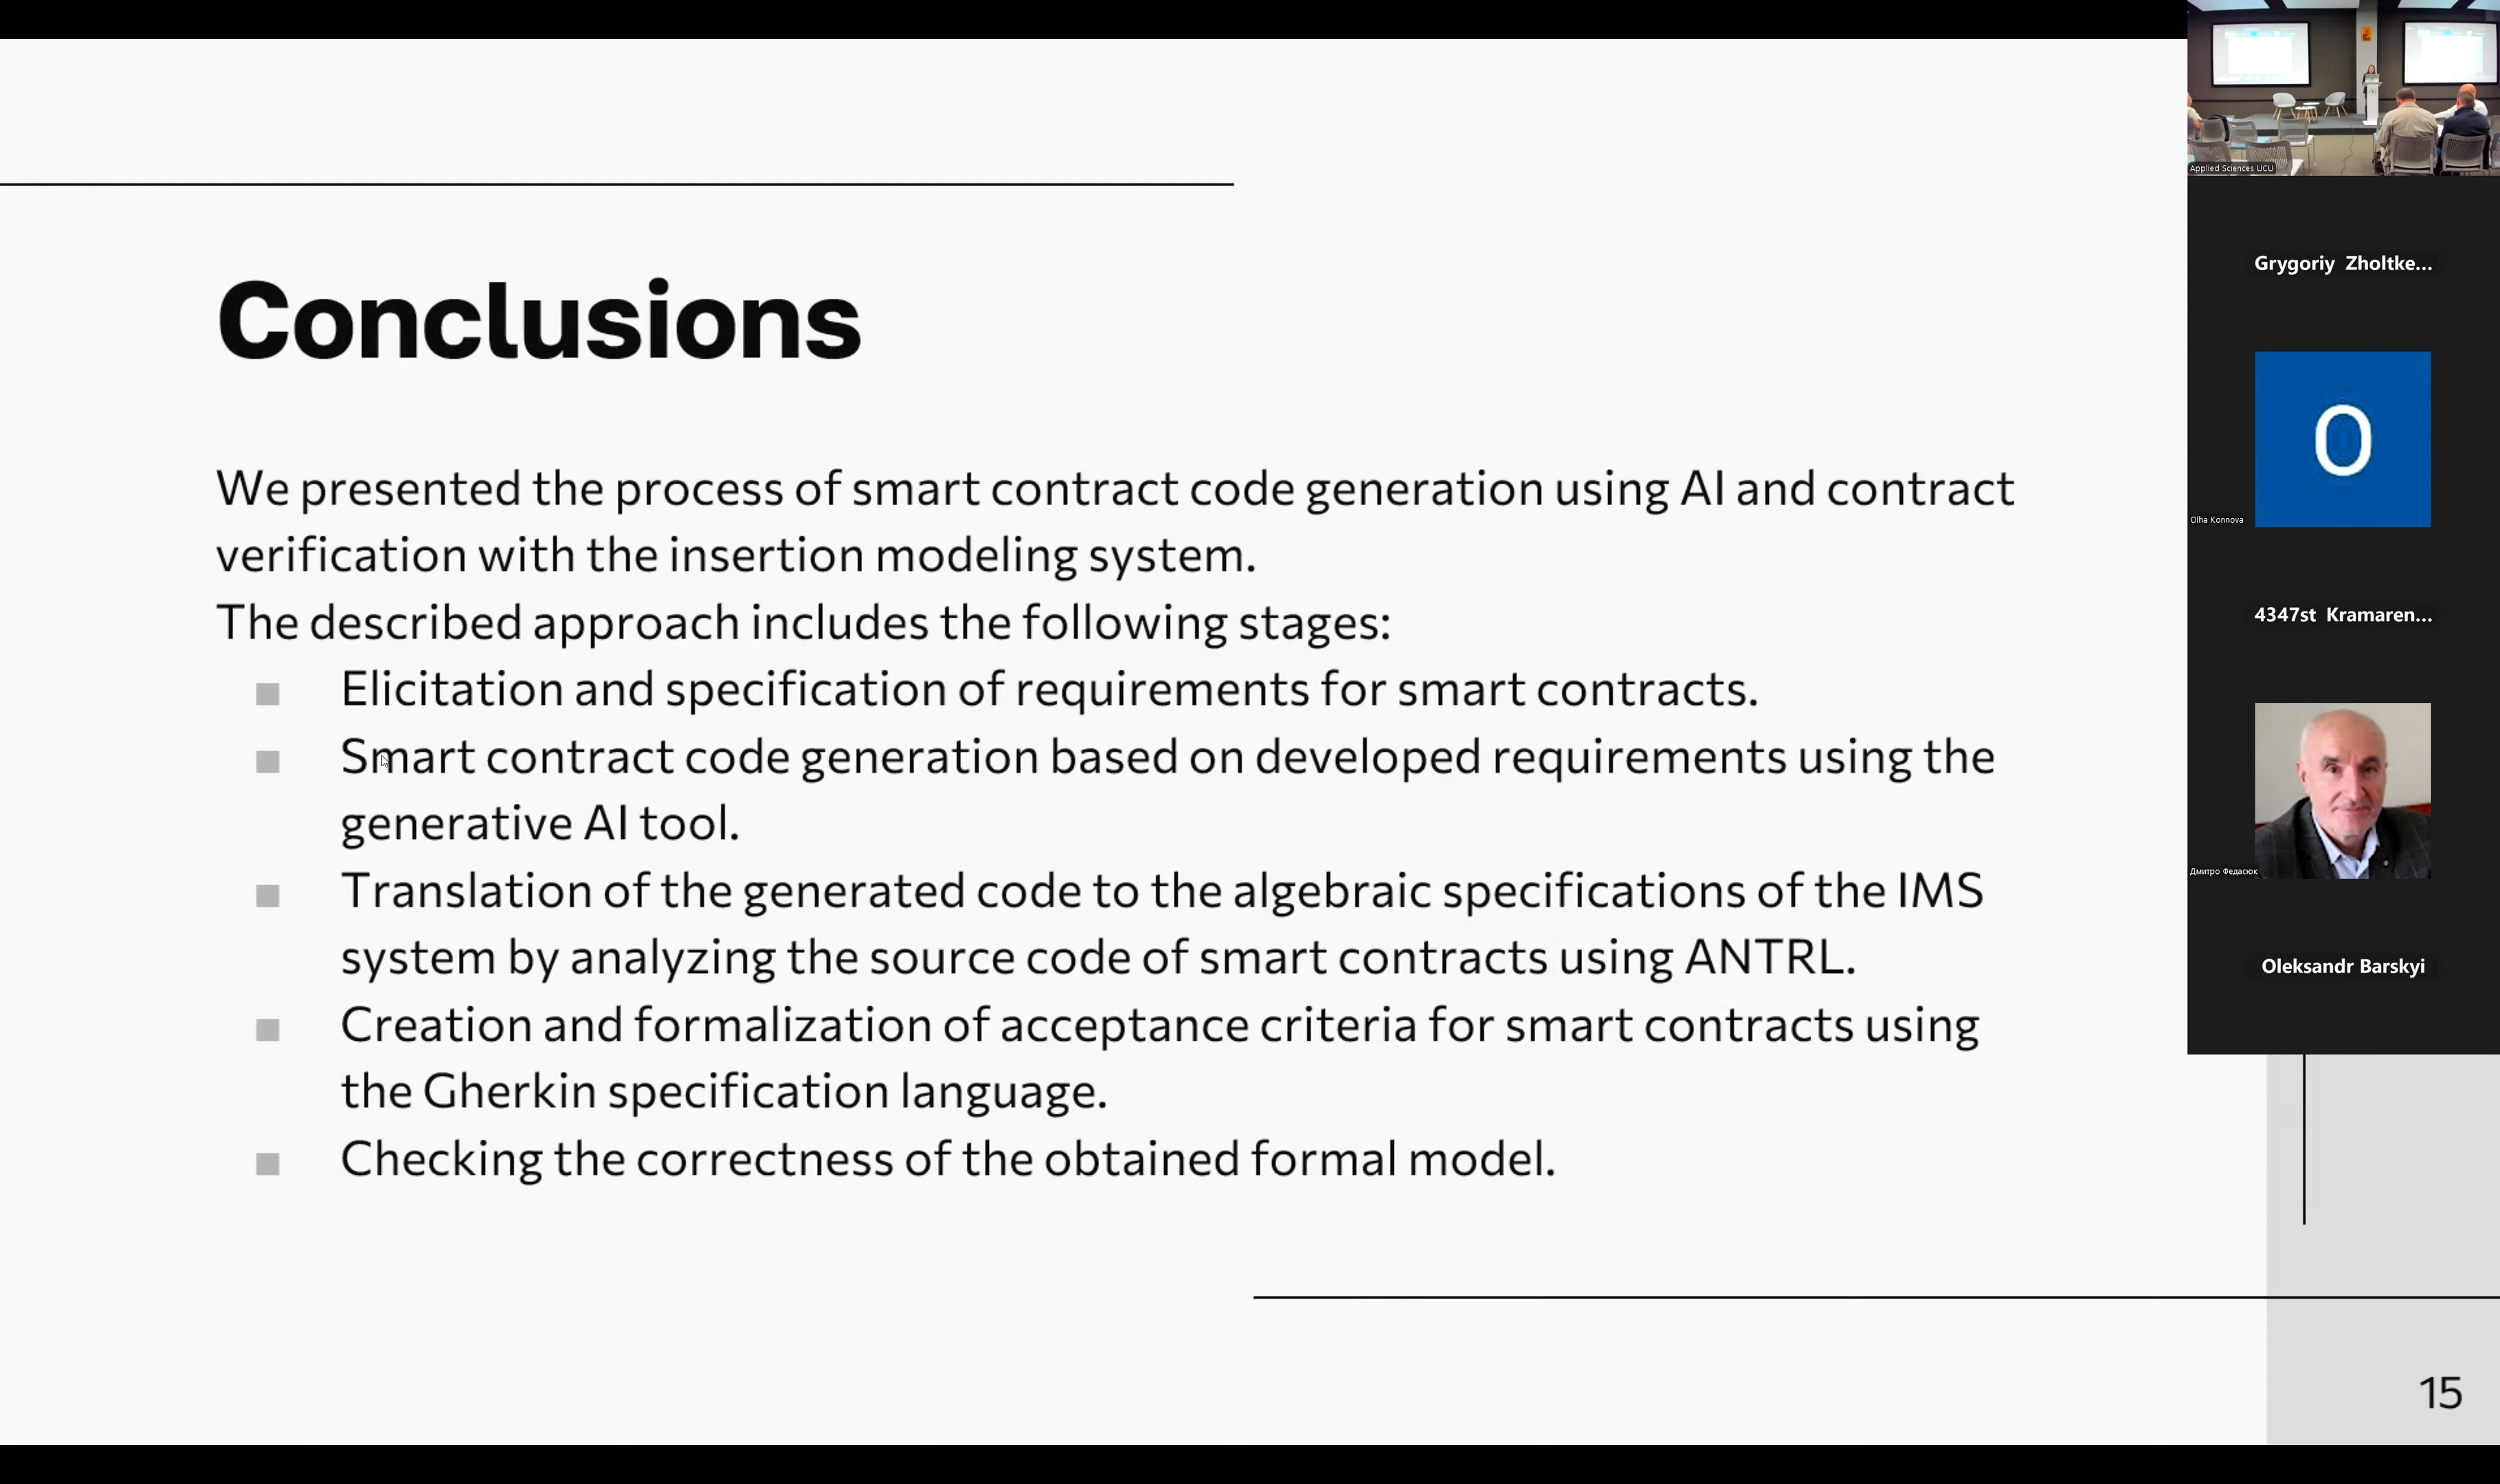 Conclusions
We presented the process of smart contract code generation using AI and contract
verification with the insertion modeling system.
The described approach includes the following stages:
Elicitation and specification of requirements for smart contracts.
Smart contract code generation based on developed requirements using the
generative AI tool.
Translation of the generated code to the algebraic specifications of the IMS
system by analyzing the source code of smart contracts using ANTRL.
Creation and formalization of acceptance criteria for smart contracts using
the Gherkin specification language.
Checking the correctness of the obtained formal model.
15
Applied Sciences UCU
Grygoriy Zholtke...
O
Olha Konnova
4347st Kramaren...
Дмитро Федасюк
Oleksandr Barskyi